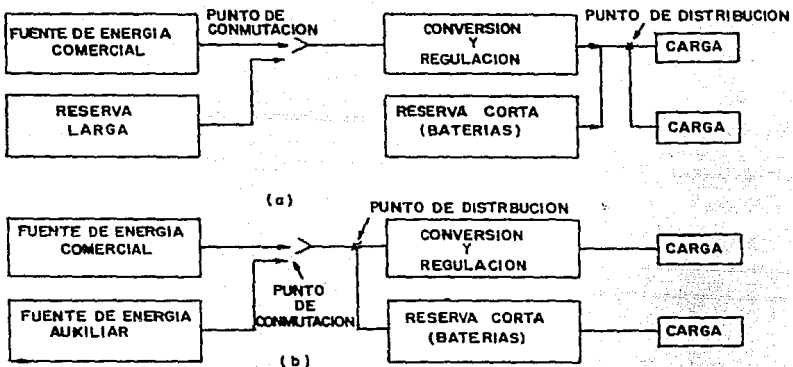 FUENTE DE ENERGIA
COMERCIAL
PUNTO DE
CONMUTACION
CONVERSION
Y
REGULACION
PUNTO DE DISTRIBUCION
CARGA
RESERVA
LARGA
RESERVA CORTA
(BATERIAS)
CARGA
(a)
FUENTE DE ENERGIA
COMERCIAL
PUNTO DE DISTRBUCION
CONVERSION
Y
REGULACION
CARGA
FUENTE DE ENERGIA
AUXILIAR
PUNTO
DE
CONMUTACION
RESERVA CORTA
(BATERIAS)
CARGA
(b)